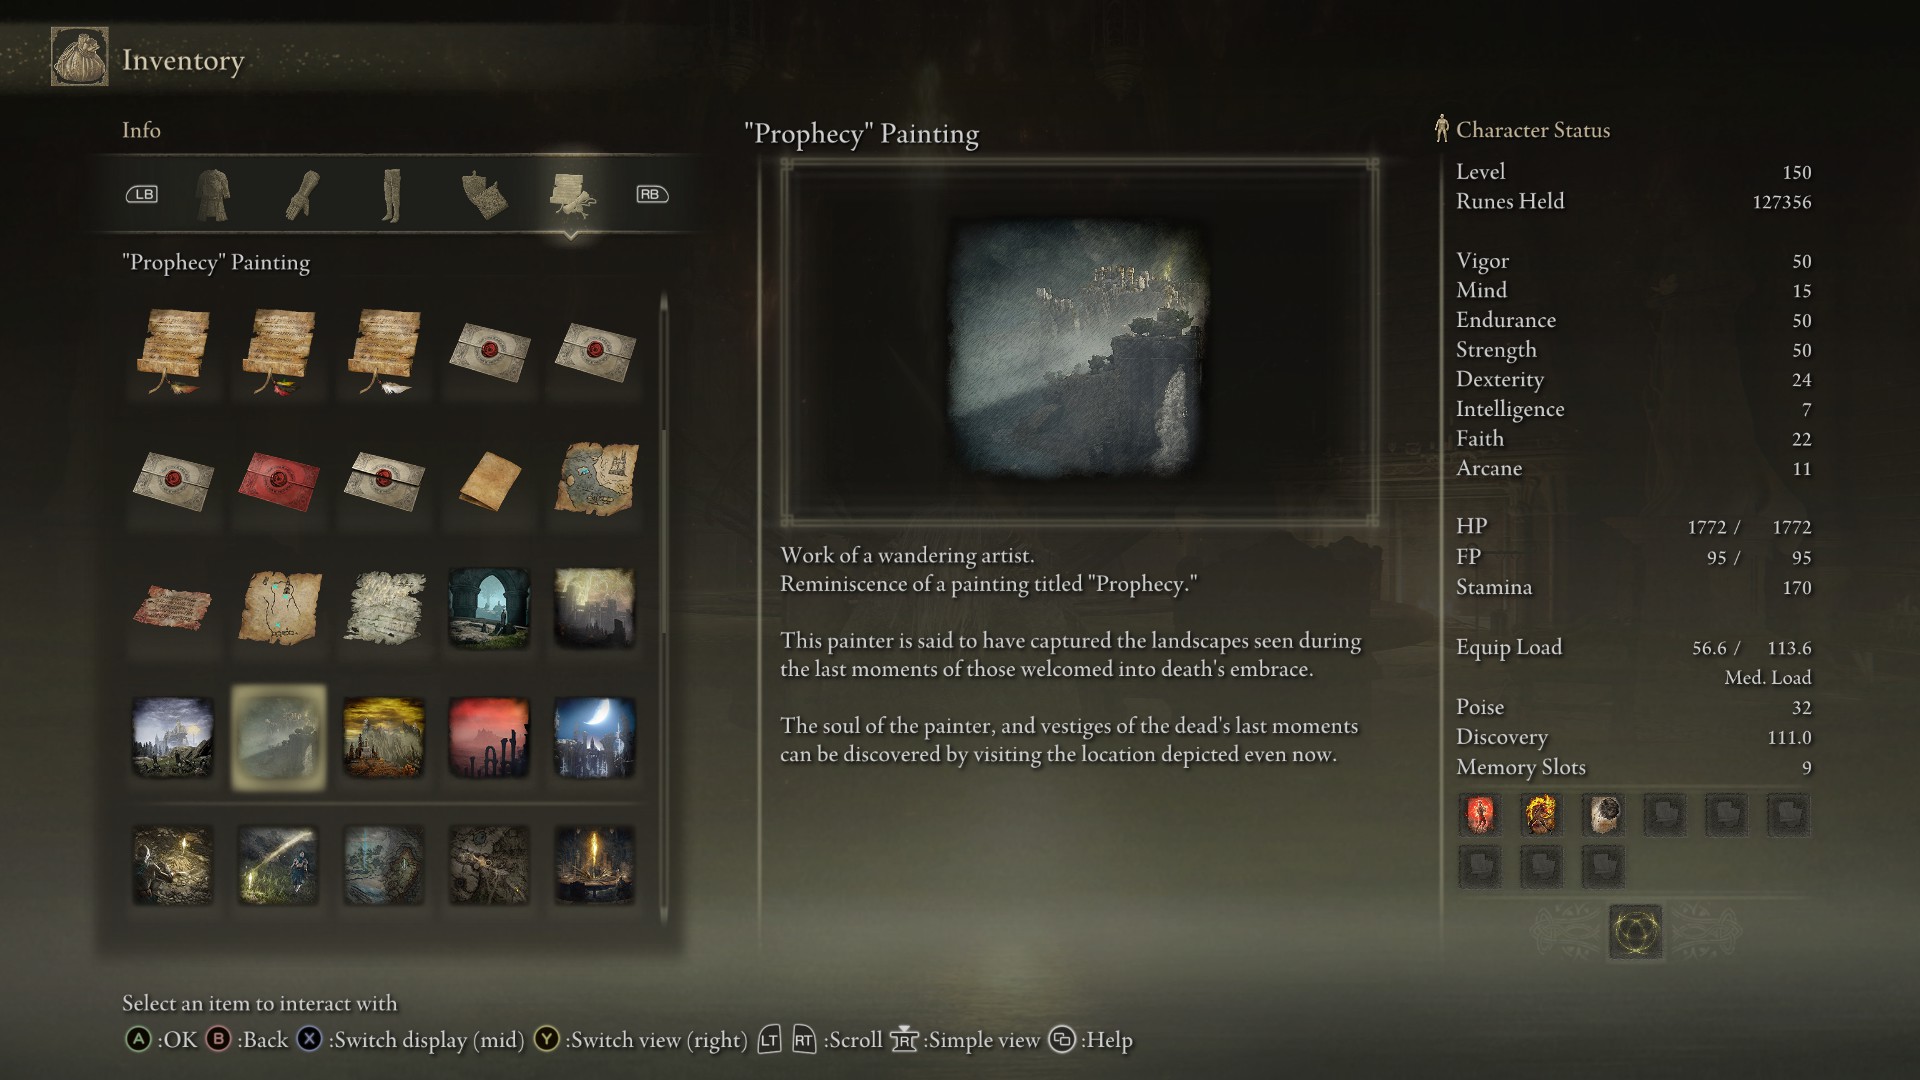 Inventory
Info
LB
RB
"Prophecy" Painting
"Prophecy" Painting
Work of a wandering artist.
Reminiscence of a painting titled "Prophecy."
This painter is said to have captured the landscapes seen during
the last moments of those welcomed into death's embrace.
The soul of the painter, and vestiges of the dead's last moments
can be discovered by visiting the location depicted even now.
Character Status
Level 150
Runes Held 127356
Vigor 50
Mind 15
Endurance 50
Strength 50
Dexterity 24
Intelligence 7
Faith 22
Arcane 11
HP 1772 / 1772
FP 95 / 95
Stamina 170
Equip Load 56.6 / 113.6
Med. Load
Poise 32
Discovery 111.0
Memory Slots 9
Select an item to interact with
A :OK B :Back X :Switch display (mid) Y :Switch view (right) LT RT :Scroll R :Simple view :Help